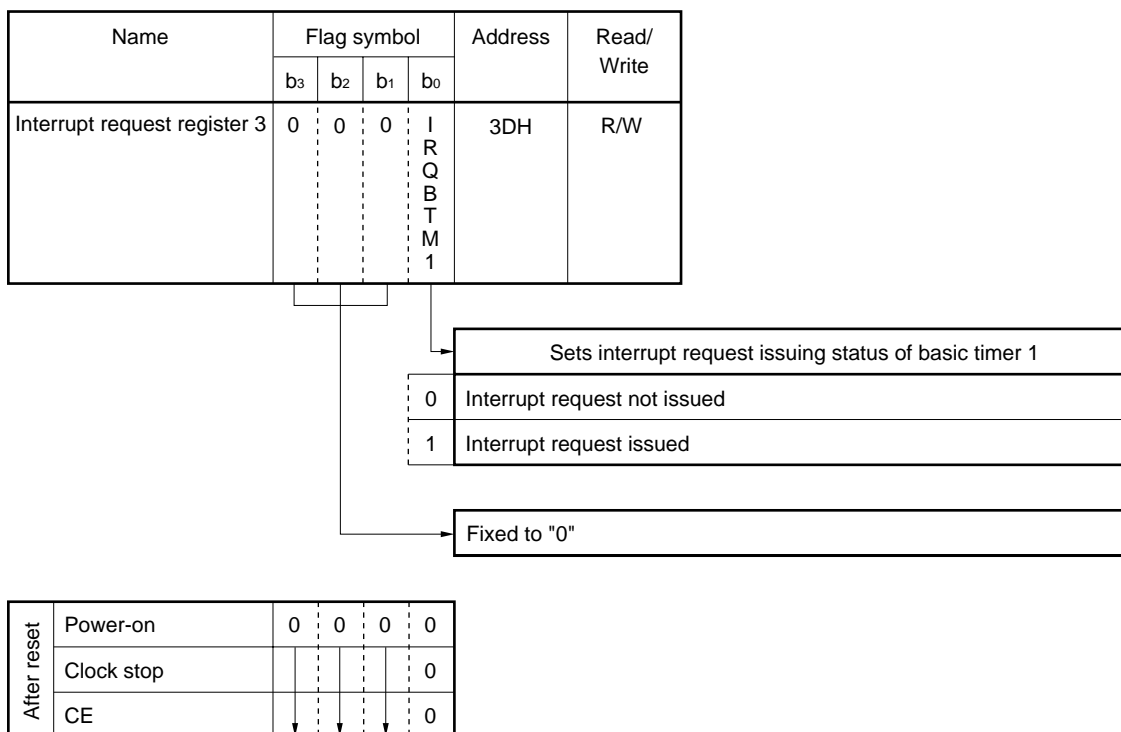 Name Flag symbol Address Read/
Write
b3 b2 b1 b0
Interrupt request register 3 0 0 0 I 3DH R/W
R
Q
B
T
M
1
Sets interrupt request issuing status of basic timer 1
0 Interrupt request not issued
1 Interrupt request issued
Fixed to "0"
After reset
Power-on 0 0 0 0
Clock stop 0
CE 0